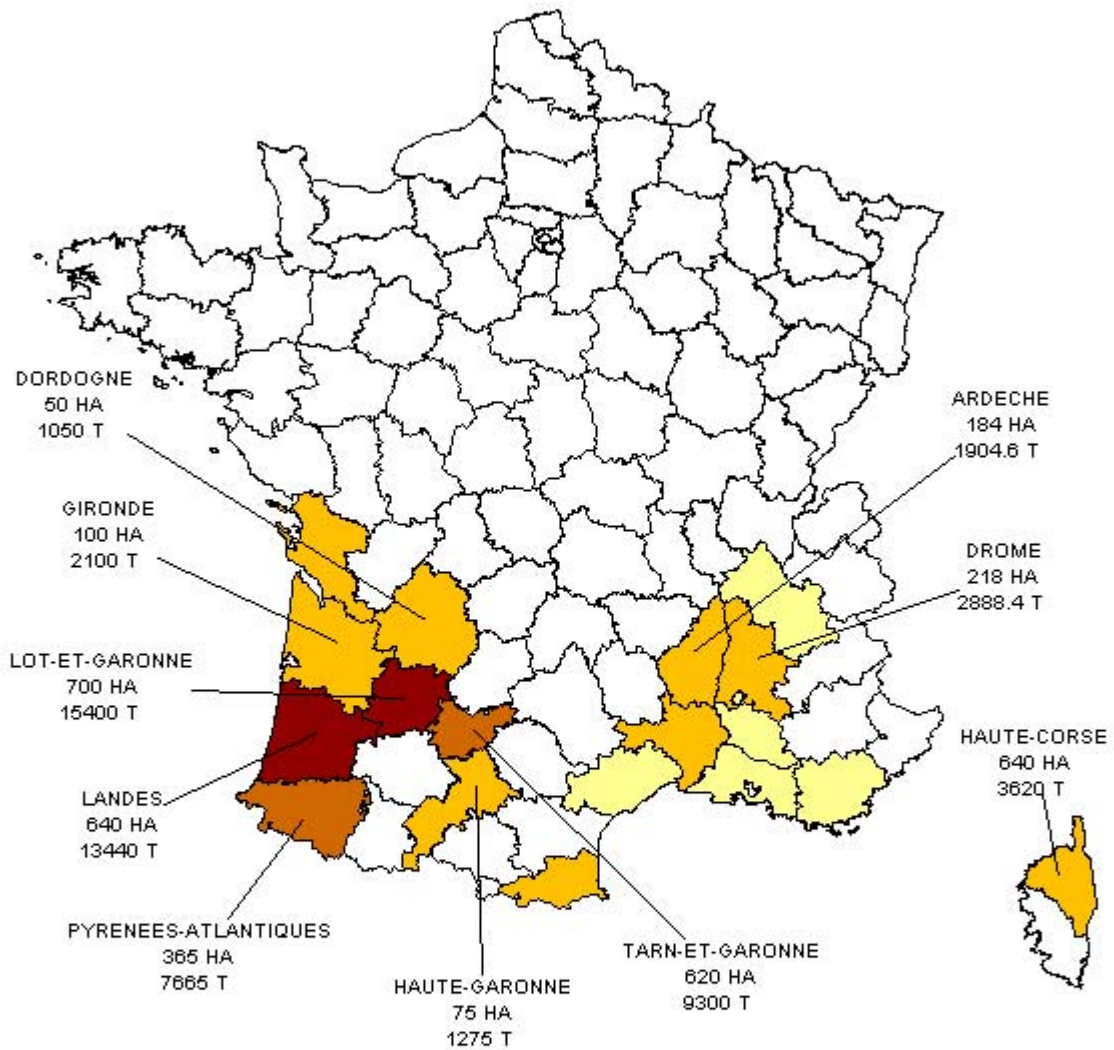 DORDOGNE
50 HA
1050 T
ARDECHE
184 HA
1904.6 T
GIRONDE
100 HA
2100 T
DROME
218 HA
2888.4 T
LOT-ET-GARONNE
700 HA
15400 T
HAUTE-CORSE
640 HA
3620 T
LANDES
640 HA
13440 T
PYRENEES-ATLANTIQUES
365 HA
7665 T
TARN-ET-GARONNE
620 HA
9300 T
HAUTE-GARONNE
75 HA
1275 T